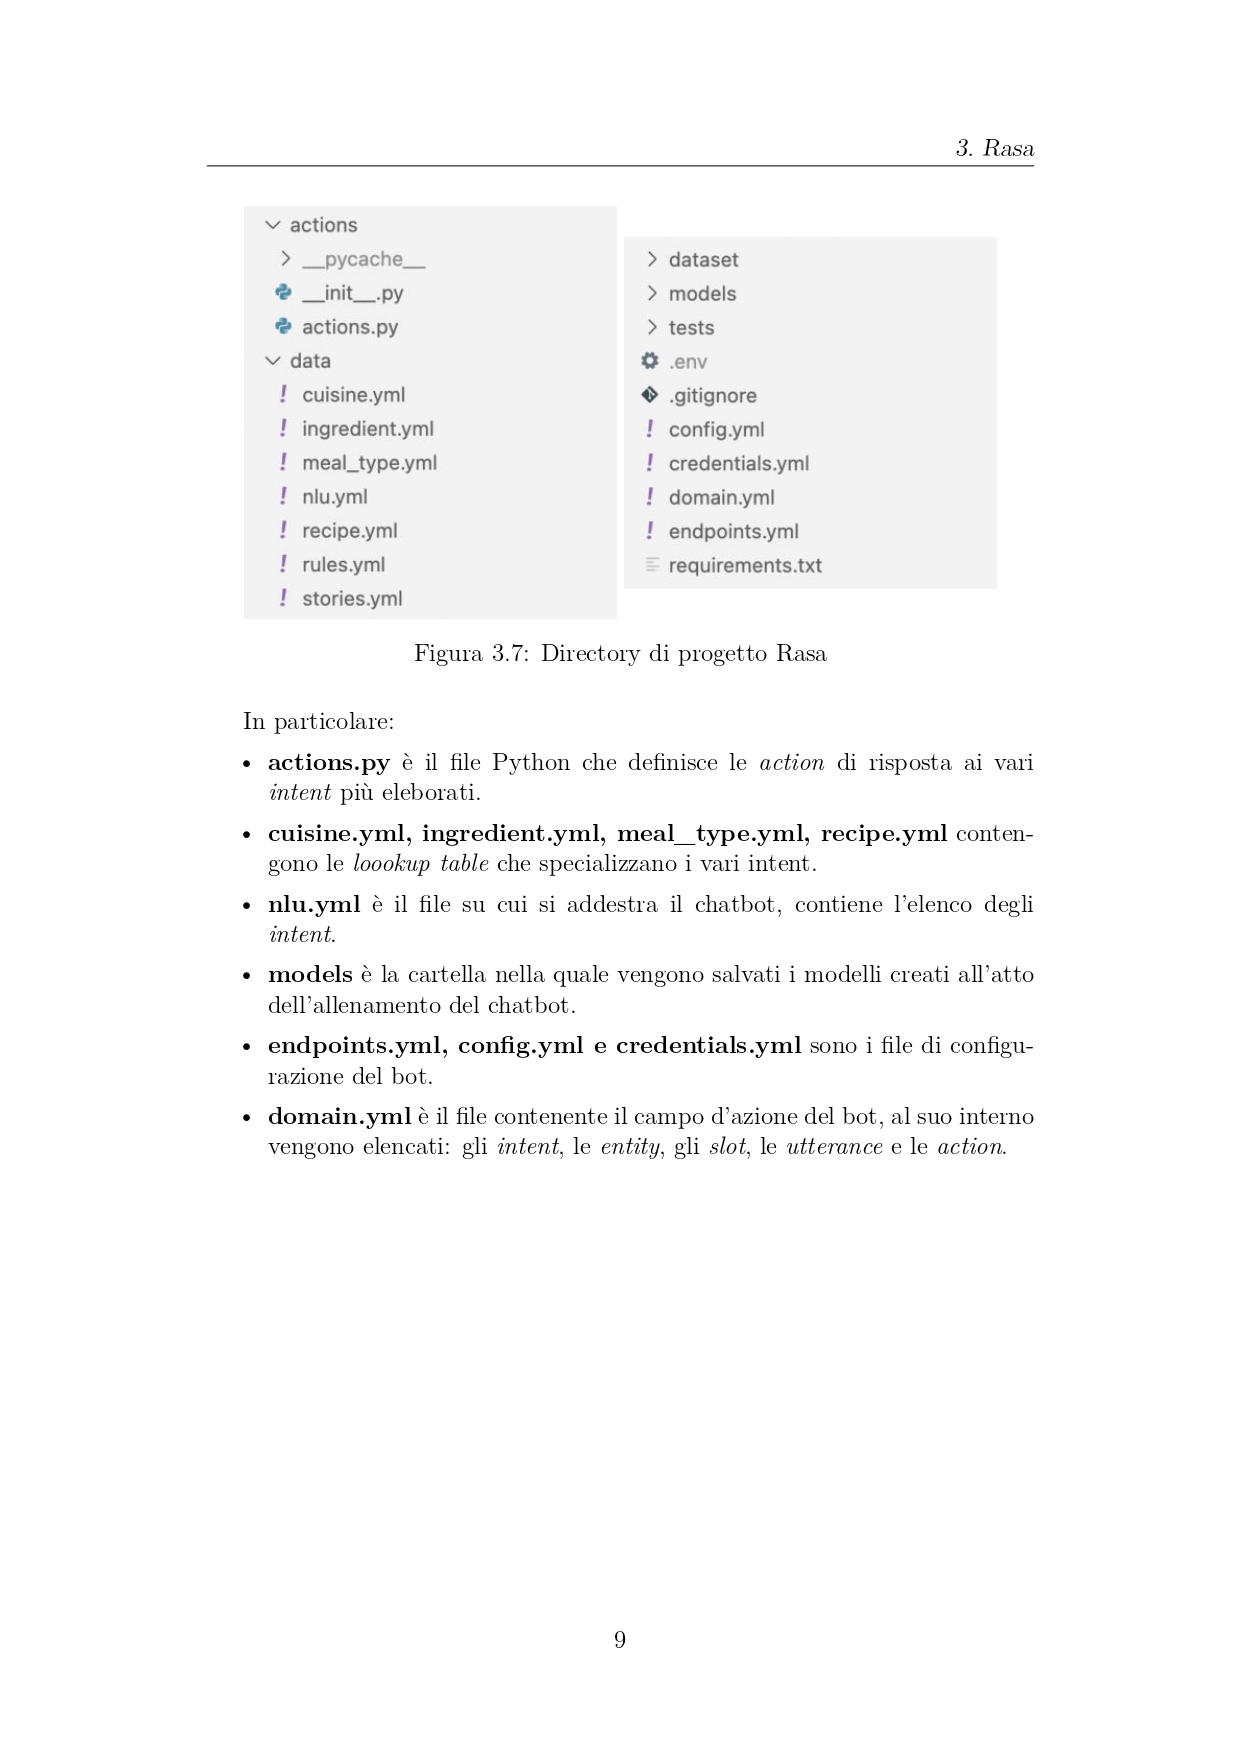 3. Rasa
actions
__pycache__
__init__.py
actions.py
data
cuisine.yml
ingredient.yml
meal_type.yml
nlu.yml
recipe.yml
rules.yml
stories.yml
dataset
models
tests
.env
.gitignore
config.yml
credentials.yml
domain.yml
endpoints.yml
requirements.txt
Figura 3.7: Directory di progetto Rasa
In particolare:
• actions.py è il file Python che definisce le action di risposta ai vari
intent più eleborati.
• cuisine.yml, ingredient.yml, meal_type.yml, recipe.yml conten-
gono le loookup table che specializzano i vari intent.
• nlu.yml è il file su cui si addestra il chatbot, contiene l'elenco degli
intent.
• models è la cartella nella quale vengono salvati i modelli creati all'atto
dell'allenamento del chatbot.
• endpoints.yml, config.yml e credentials.yml sono i file di configu-
razione del bot.
• domain.yml è il file contenente il campo d'azione del bot, al suo interno
vengono elencati: gli intent, le entity, gli slot, le utterance e le action.
9